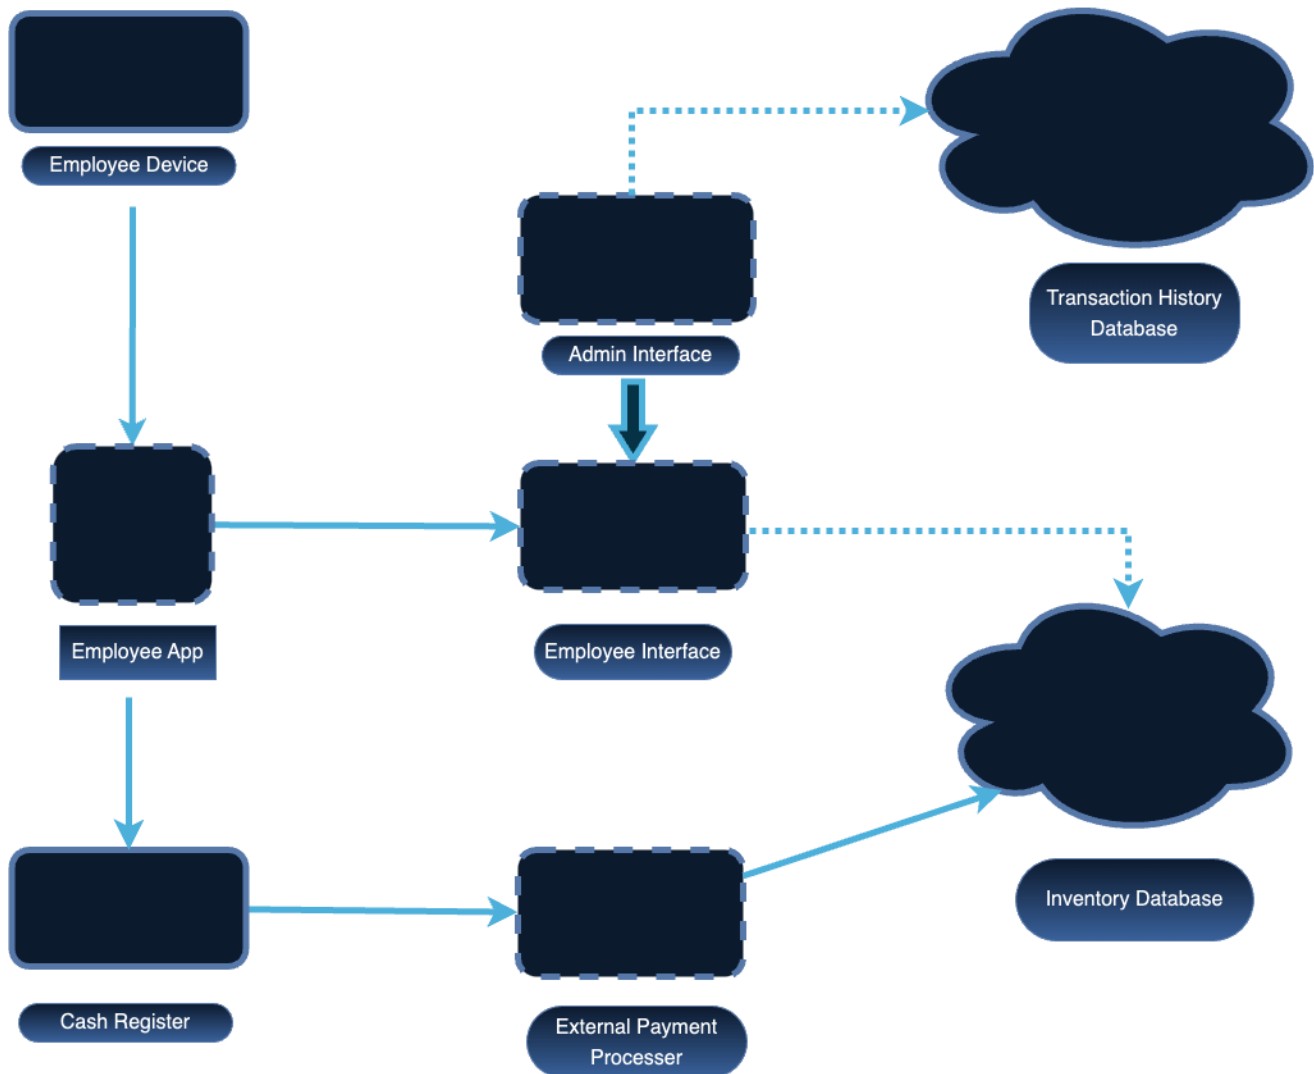 Employee Device
Transaction History
Database
Admin Interface
Employee App
Employee Interface
Inventory Database
Cash Register
External Payment
Processer